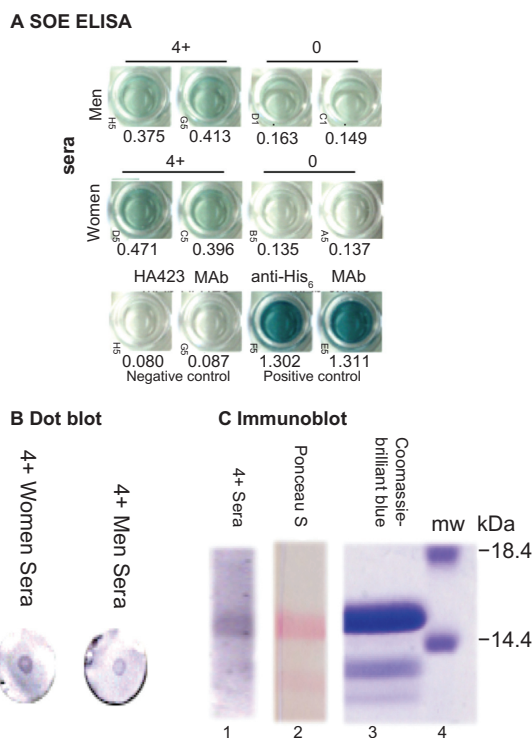 A SOE ELISA
4+ 0
Men
H5 G5 D1 C1
0.375 0.413 0.163 0.149
sera
4+ 0
Women
D5 C5 B5 A5
0.471 0.396 0.135 0.137
HA423 MAb anti-His6 MAb
H5 G5 F5 E5
0.080 0.087 1.302 1.311
Negative control Positive control
B Dot blot
4+ Women Sera
4+ Men Sera
C Immunoblot
4+ Sera
Ponceau S
Coomassie-
brilliant blue
mw kDa
−18.4
−14.4
1 2 3 4